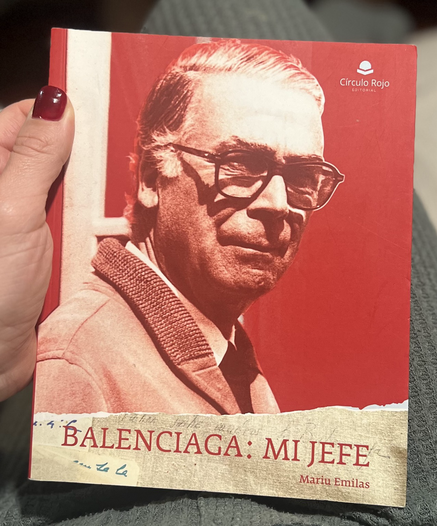 Círculo Rojo
EDITORIAL
BALENCIAGA: MI JEFE
Mariu Emilas